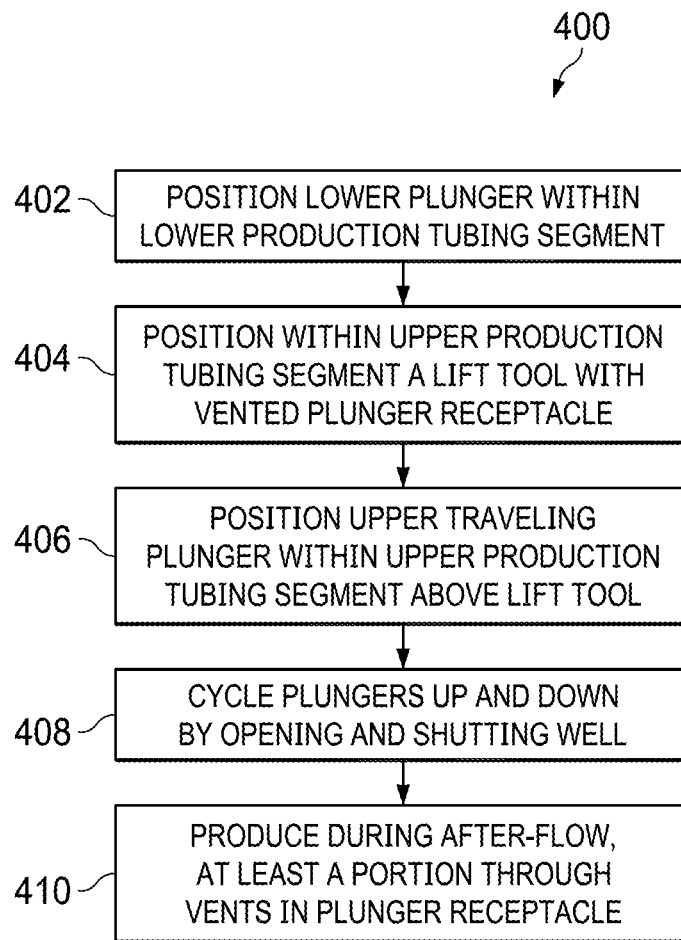 400
402
POSITION LOWER PLUNGER WITHIN
LOWER PRODUCTION TUBING SEGMENT
404
POSITION WITHIN UPPER PRODUCTION
TUBING SEGMENT A LIFT TOOL WITH
VENTED PLUNGER RECEPTACLE
406
POSITION UPPER TRAVELING
PLUNGER WITHIN UPPER PRODUCTION
TUBING SEGMENT ABOVE LIFT TOOL
408
CYCLE PLUNGERS UP AND DOWN
BY OPENING AND SHUTTING WELL
410
PRODUCE DURING AFTER-FLOW,
AT LEAST A PORTION THROUGH
VENTS IN PLUNGER RECEPTACLE